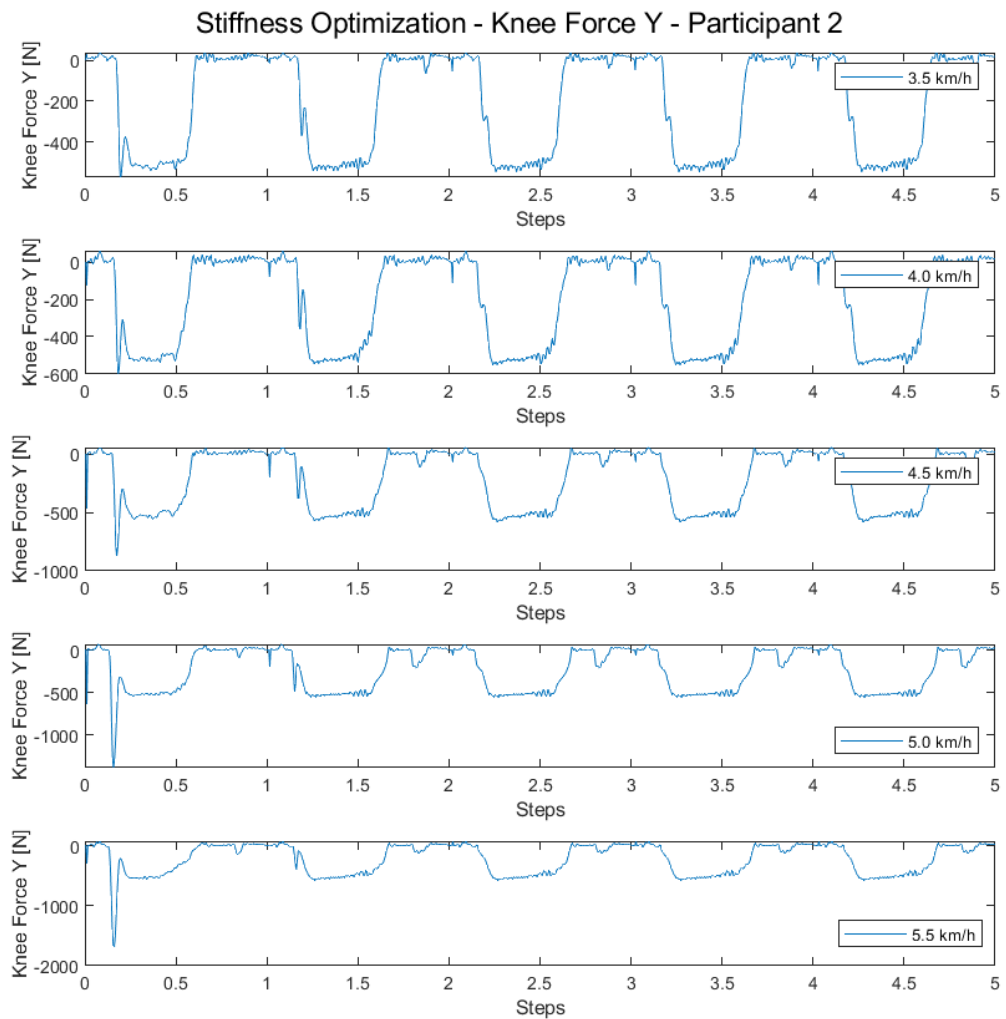 Stiffness Optimization - Knee Force Y - Participant 2
Knee Force Y [N]
0
-200
-400
3.5 km/h
0 0.5 1 1.5 2 2.5 3 3.5 4 4.5 5
Steps
Knee Force Y [N]
0
-200
-400
-600
4.0 km/h
0 0.5 1 1.5 2 2.5 3 3.5 4 4.5 5
Steps
Knee Force Y [N]
0
-500
-1000
4.5 km/h
0 0.5 1 1.5 2 2.5 3 3.5 4 4.5 5
Steps
Knee Force Y [N]
0
-500
-1000
5.0 km/h
0 0.5 1 1.5 2 2.5 3 3.5 4 4.5 5
Steps
Knee Force Y [N]
0
-1000
-2000
5.5 km/h
0 0.5 1 1.5 2 2.5 3 3.5 4 4.5 5
Steps